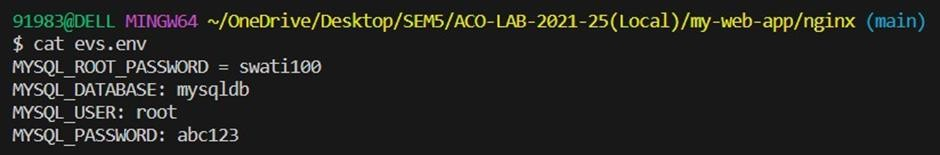 91983@DELL MINGW64 ~/OneDrive/Desktop/SEM5/ACO-LAB-2021-25(Local)/my-web-app/nginx (main)
$ cat evs.env
MYSQL_ROOT_PASSWORD = swati100
MYSQL_DATABASE: mysqldb
MYSQL_USER: root
MYSQL_PASSWORD: abc123